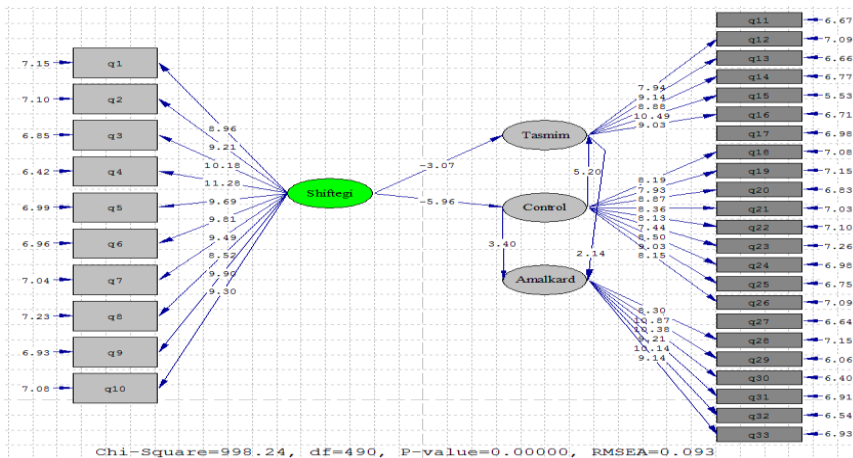 7.15 q1
7.10 q2
6.85 q3
6.42 q4
6.99 q5
6.96 q6
7.04 q7
7.23 q8
6.93 q9
7.08 q10
8.96
9.21
10.18
11.28
9.69
9.81
9.49
8.52
9.90
9.30
Shiftegi
-3.07
-5.96
Tasmim
5.20
Control
3.40
2.14
Amalkard
7.94
9.14
8.88
10.49
9.03
8.19
7.93
8.87
8.36
8.13
7.44
8.50
9.03
8.15
8.30
10.87
10.38
9.21
10.14
9.14
q11 6.67
q12 7.09
q13 6.66
q14 6.77
q15 5.53
q16 6.71
q17 6.98
q18 7.08
q19 7.15
q20 6.83
q21 7.03
q22 7.10
q23 7.26
q24 6.98
q25 6.75
q26 7.09
q27 6.64
q28 7.15
q29 6.06
q30 6.40
q31 6.91
q32 6.54
q33 6.93
Chi-Square=998.24, df=490, P-value=0.00000, RMSEA=0.093